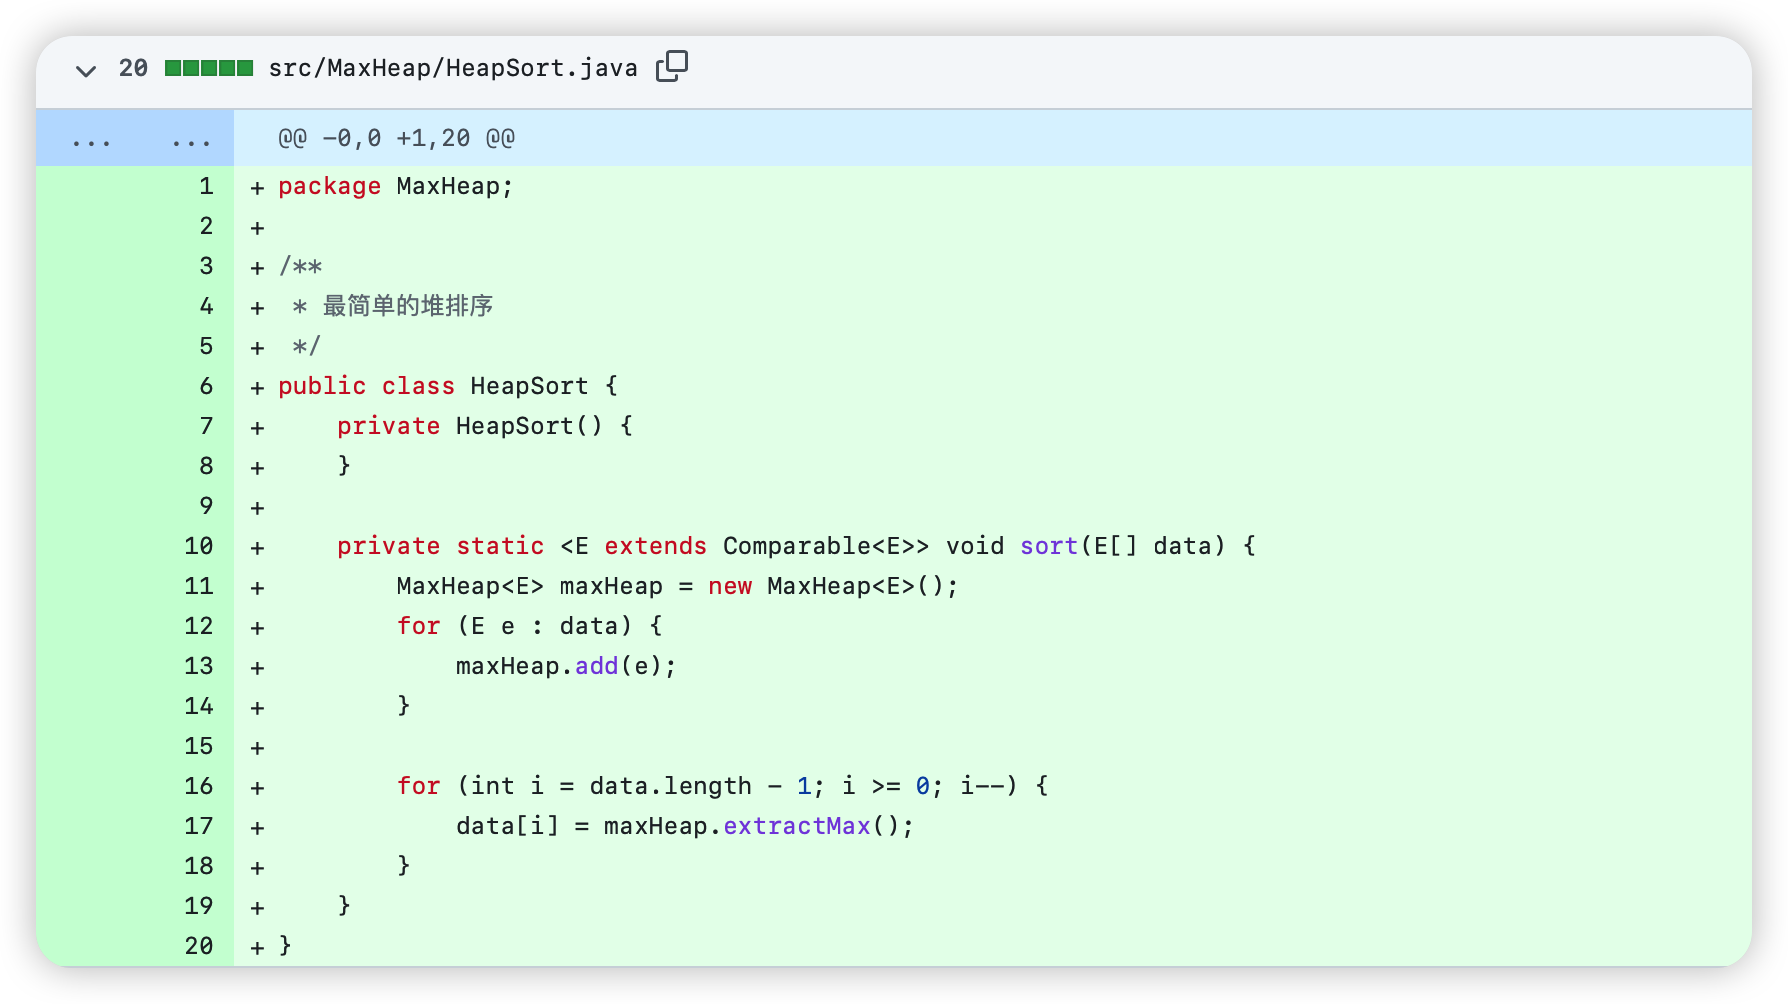 20 src/MaxHeap/HeapSort.java
... ... @@ -0,0 +1,20 @@
1 + package MaxHeap;
2 +
3 + /**
4 +  * 最简单的堆排序
5 +  */
6 + public class HeapSort {
7 +     private HeapSort() {
8 +     }
9 +
10 +     private static <E extends Comparable<E>> void sort(E[] data) {
11 +         MaxHeap<E> maxHeap = new MaxHeap<E>();
12 +         for (E e : data) {
13 +             maxHeap.add(e);
14 +         }
15 +
16 +         for (int i = data.length - 1; i >= 0; i--) {
17 +             data[i] = maxHeap.extractMax();
18 +         }
19 +     }
20 + }